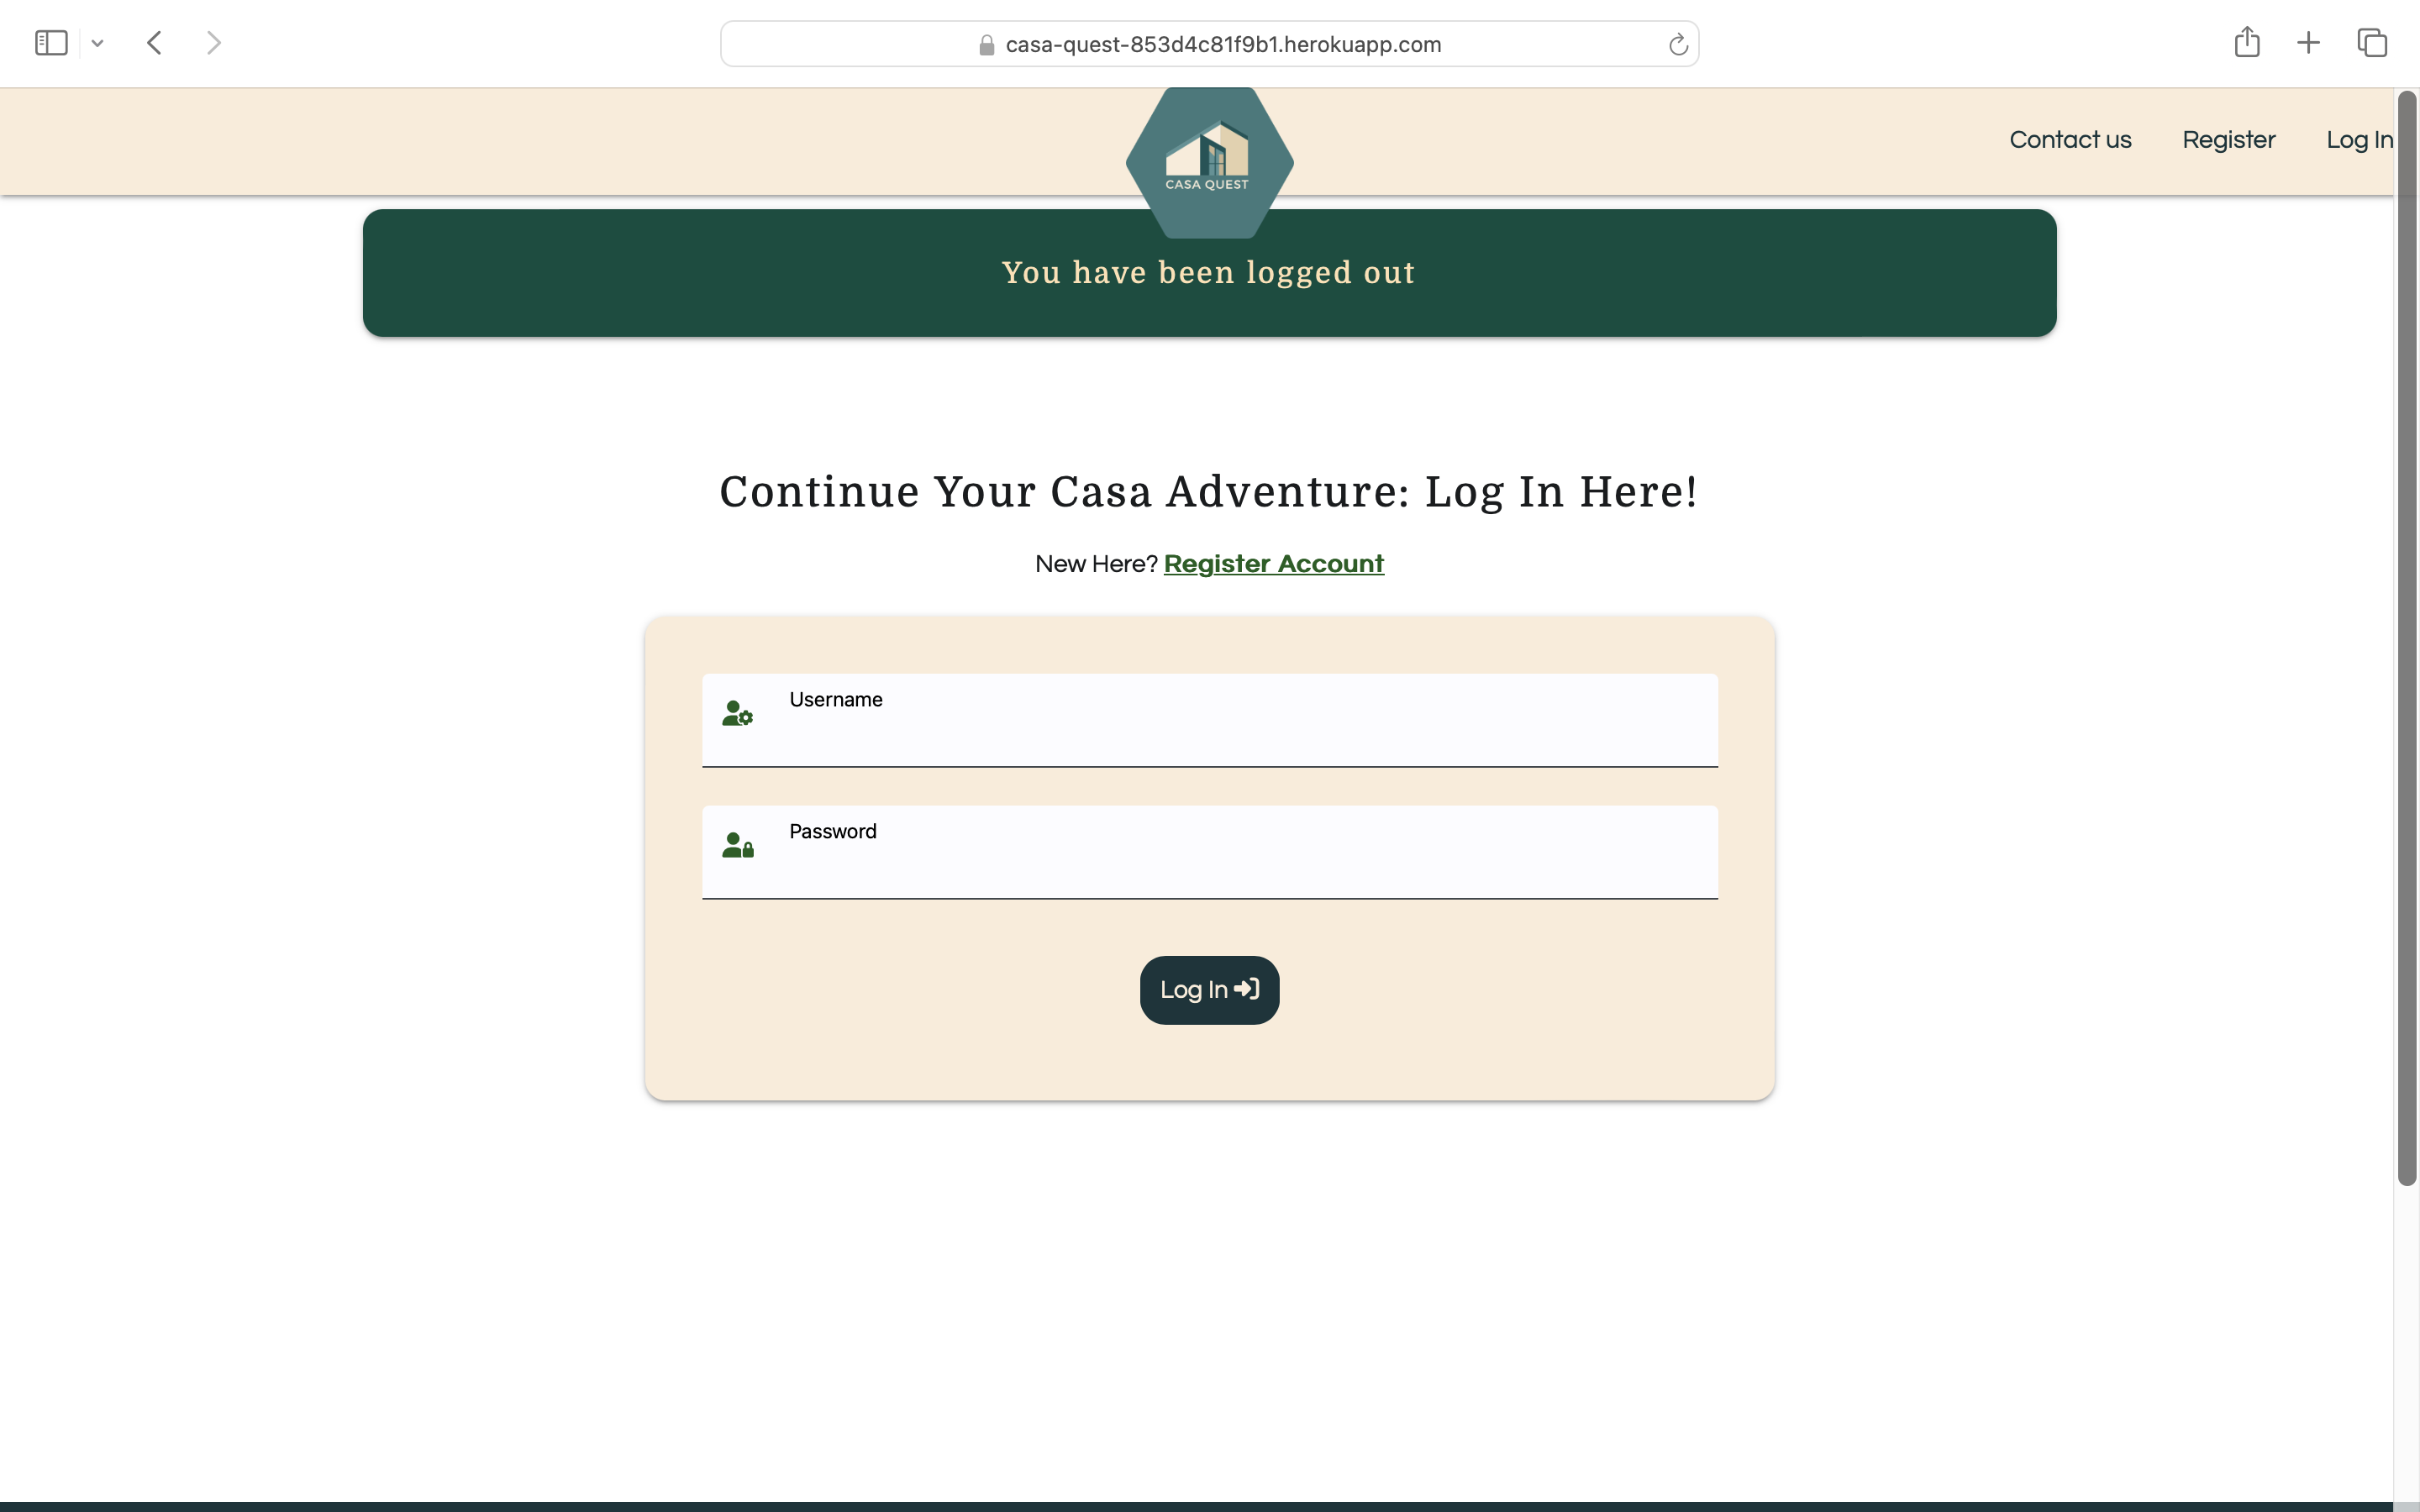 casa-quest-853d4c81f9b1.herokuapp.com
CASA QUEST
Contact us Register Log In
You have been logged out
Continue Your Casa Adventure: Log In Here!
New Here? Register Account
Username
Password
Log In